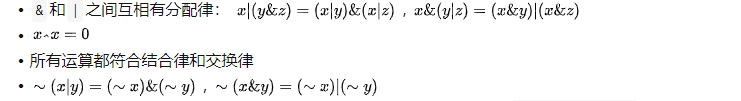 • & 和 | 之间互相有分配律： x|(y&z) = (x|y)&(x|z) ，x&(y|z) = (x&y)|(x&z)
• x^x = 0
• 所有运算都符合结合律和交换律
• ∼ (x|y) = (∼ x)&(∼ y) ，∼ (x&y) = (∼ x)|(∼ y)